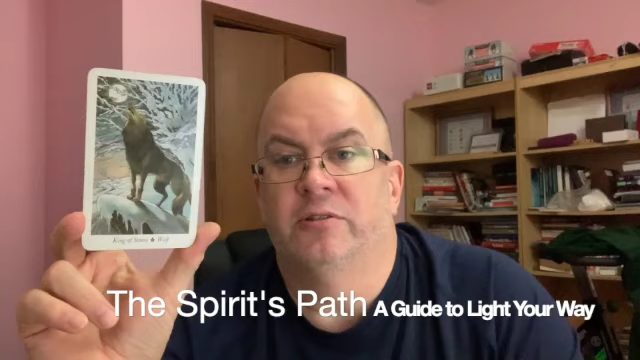 King of Stones ★ Wolf
The Spirit's Path A Guide to Light Your Way